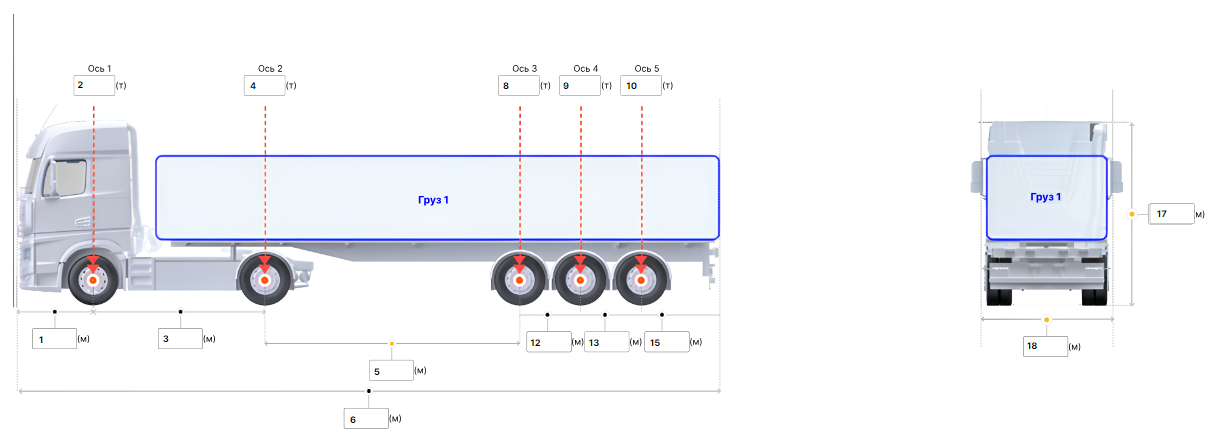 Ось 1 Ось 2 Ось 3 Ось 4 Ось 5
2 (т) 4 (т) 8 (т) 9 (т) 10 (т)
Груз 1 Груз 1
17 м)
1 (м) 3 (м) 12 (м) 13 (м) 15 (м) 18 (м)
5 (м)
6 (м)